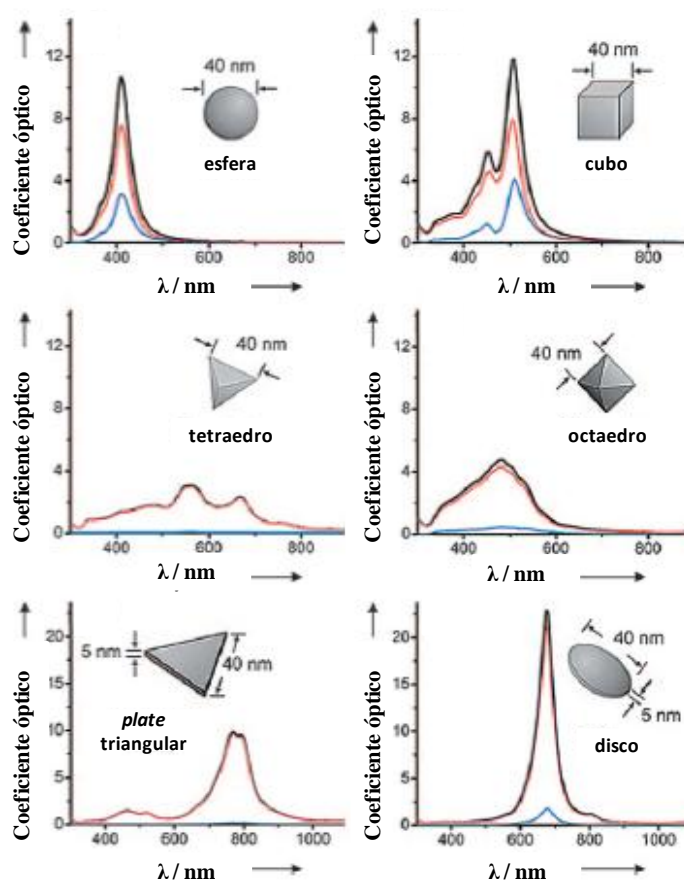 Coeficiente óptico
12
8
4
0
400
600
800
λ / nm
40 nm
esfera
Coeficiente óptico
12
8
4
0
400
600
800
λ / nm
40 nm
cubo
Coeficiente óptico
12
8
4
0
400
600
800
λ / nm
40 nm
tetraedro
Coeficiente óptico
12
8
4
0
400
600
800
λ / nm
40 nm
octaedro
Coeficiente óptico
20
15
10
5
0
400
600
800
1000
λ / nm
5 nm
40 nm
plate
triangular
Coeficiente óptico
20
15
10
5
0
400
600
800
1000
λ / nm
40 nm
5 nm
disco